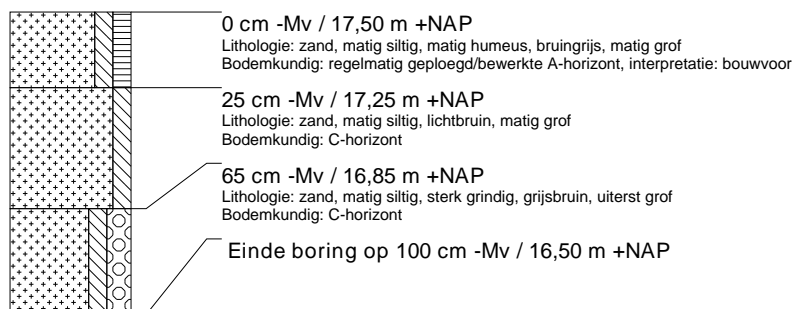 0 cm -Mv / 17,50 m +NAP
Lithologie: zand, matig siltig, matig humeus, bruingrijs, matig grof
Bodemkundig: regelmatig geploegd/bewerkte A-horizont, interpretatie: bouwvoor
25 cm -Mv / 17,25 m +NAP
Lithologie: zand, matig siltig, lichtbruin, matig grof
Bodemkundig: C-horizont
65 cm -Mv / 16,85 m +NAP
Lithologie: zand, matig siltig, sterk grindig, grijsbruin, uiterst grof
Bodemkundig: C-horizont
Einde boring op 100 cm -Mv / 16,50 m +NAP